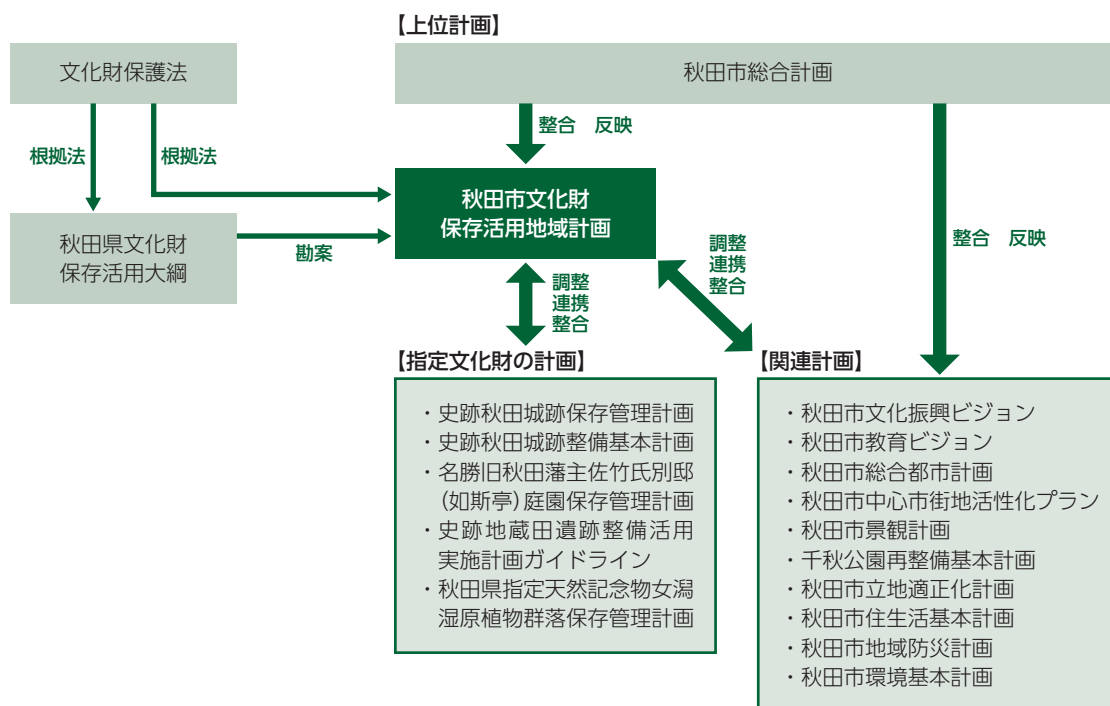 【上位計画】
文化財保護法
秋田市総合計画
整合　反映
根拠法
根拠法
秋田市文化財
保存活用地域計画
秋田県文化財
保存活用大綱
勘案
整合　反映
調整
連携
整合
調整
連携
整合
【指定文化財の計画】
・史跡秋田城跡保存管理計画
・史跡秋田城跡整備基本計画
・名勝旧秋田藩主佐竹氏別邸
（如斯亭）庭園保存管理計画
・史跡地蔵田遺跡整備活用
実施計画ガイドライン
・秋田県指定天然記念物女潟
湿原植物群落保存管理計画
【関連計画】
・秋田市文化振興ビジョン
・秋田市教育ビジョン
・秋田市総合都市計画
・秋田市中心市街地活性化プラン
・秋田市景観計画
・千秋公園再整備基本計画
・秋田市立地適正化計画
・秋田市住生活基本計画
・秋田市地域防災計画
・秋田市環境基本計画